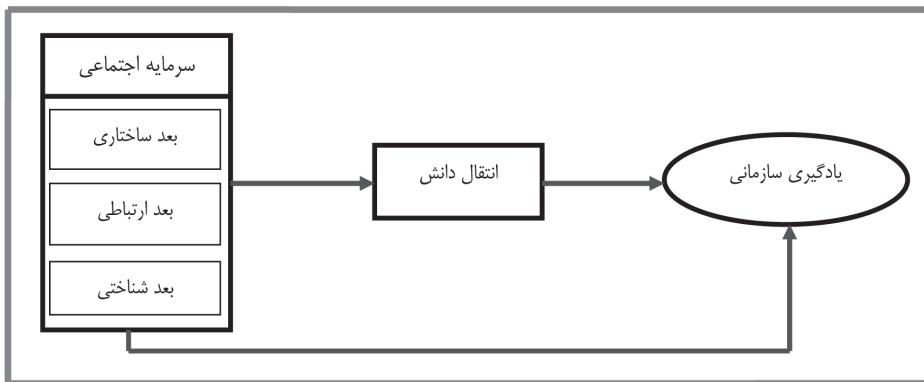 سرمایه اجتماعی
بعد ساختاری
بعد ارتباطی
بعد شناختی
انتقال دانش
یادگیری سازمانی